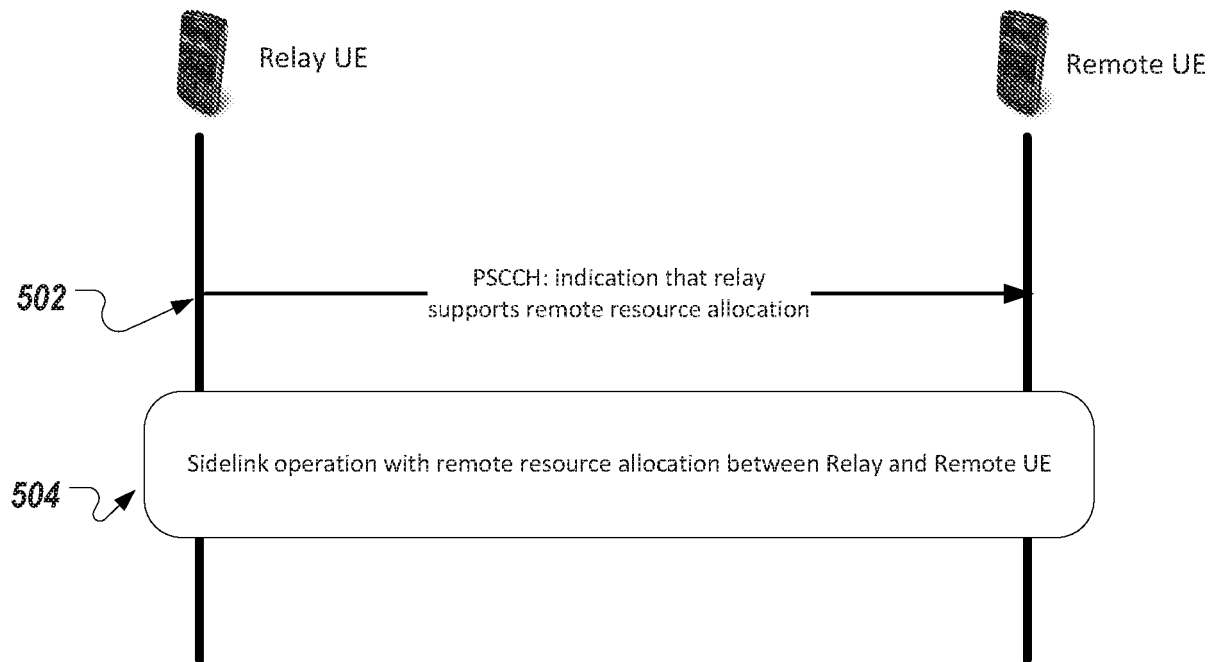 Relay UE
Remote UE
PSCCH: indication that relay
supports remote resource allocation
502
Sidelink operation with remote resource allocation between Relay and Remote UE
504